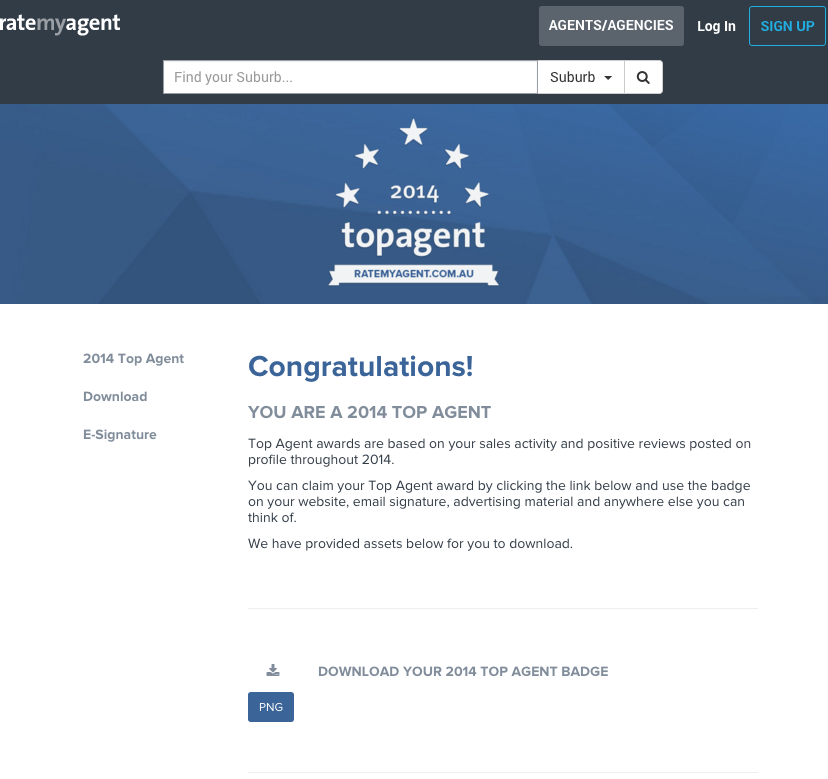 ratemyagent
AGENTS/AGENCIES
Log In
SIGN UP
Find your Suburb...
Suburb
2014
topagent
RATEMYAGENT.COM.AU
2014 Top Agent
Download
E-Signature
Congratulations!
YOU ARE A 2014 TOP AGENT
Top Agent awards are based on your sales activity and positive reviews posted on
profile throughout 2014.
You can claim your Top Agent award by clicking the link below and use the badge
on your website, email signature, advertising material and anywhere else you can
think of.
We have provided assets below for you to download.
DOWNLOAD YOUR 2014 TOP AGENT BADGE
PNG